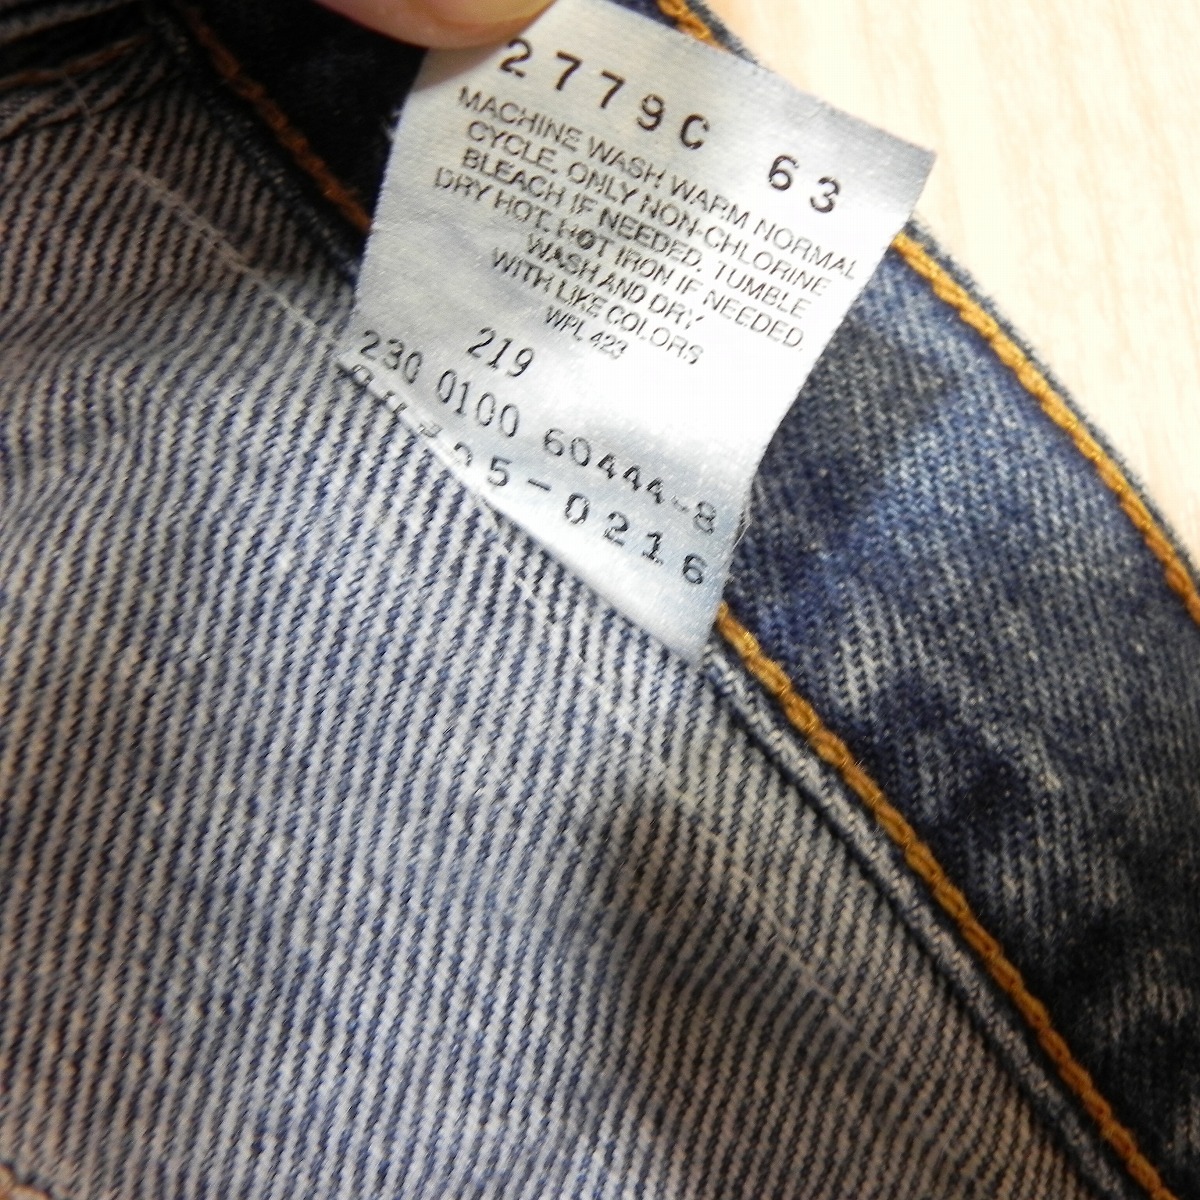 2779C 63
MACHINE WASH WARM NORMAL
CYCLE. ONLY NON-CHLORINE
BLEACH IF NEEDED. TUMBLE
DRY HOT. HOT IRON IF NEEDED.
WASH AND DRY
WITH LIKE COLORS
WPL 423
219
230 0100 60444-8
5-0216